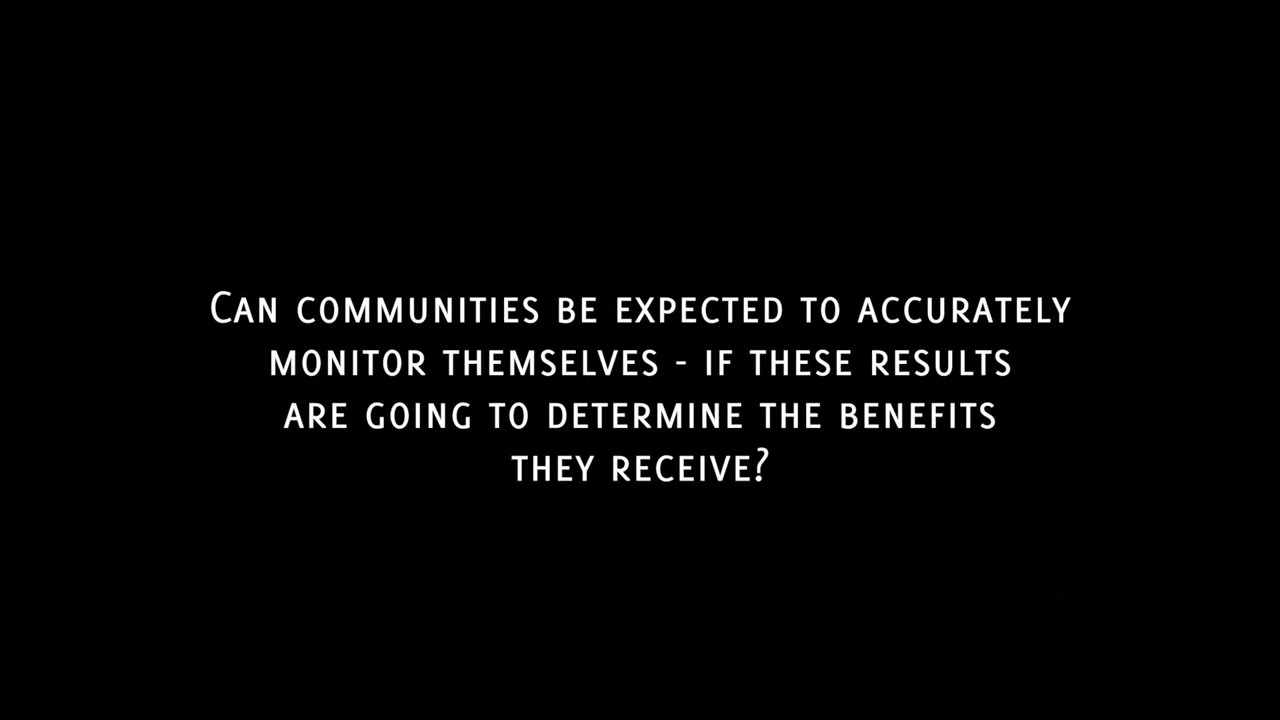 Can communities be expected to accurately
monitor themselves - if these results
are going to determine the benefits
they receive?